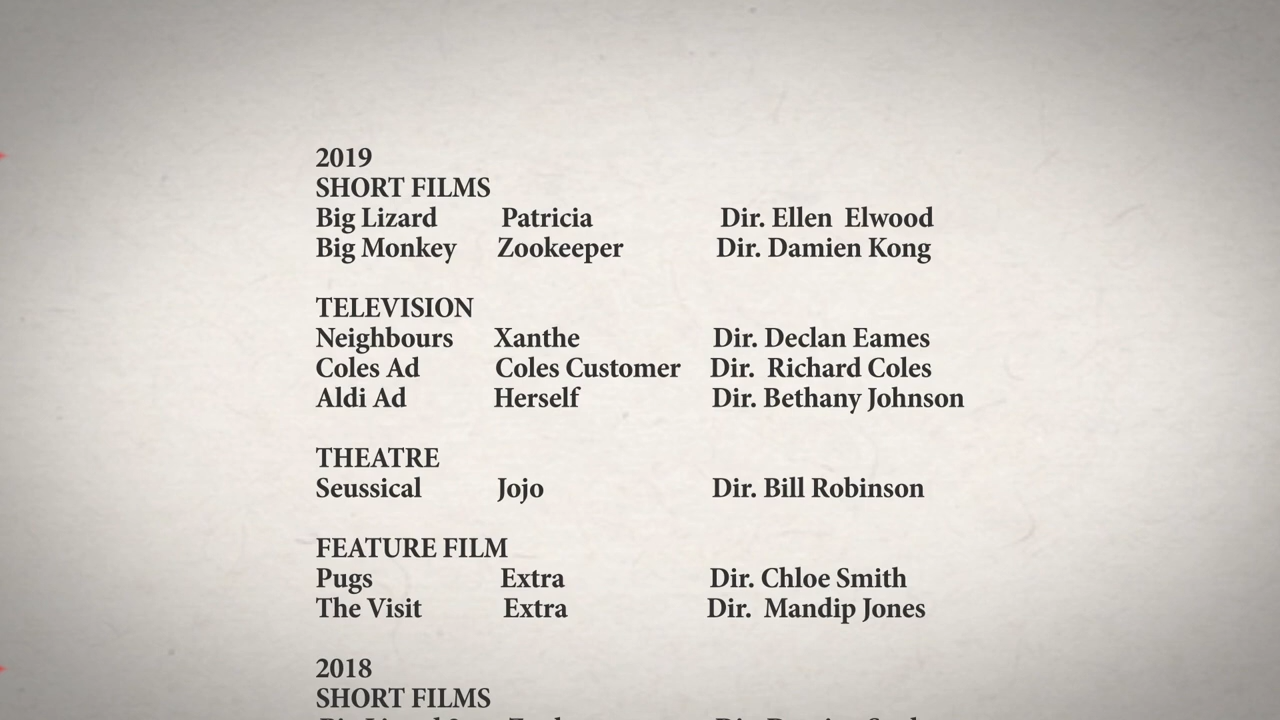 2019
SHORT FILMS
Big Lizard Patricia Dir. Ellen Elwood
Big Monkey Zookeeper Dir. Damien Kong
TELEVISION
Neighbours Xanthe Dir. Declan Eames
Coles Ad Coles Customer Dir. Richard Coles
Aldi Ad Herself Dir. Bethany Johnson
THEATRE
Seussical Jojo Dir. Bill Robinson
FEATURE FILM
Pugs Extra Dir. Chloe Smith
The Visit Extra Dir. Mandip Jones
2018
SHORT FILMS